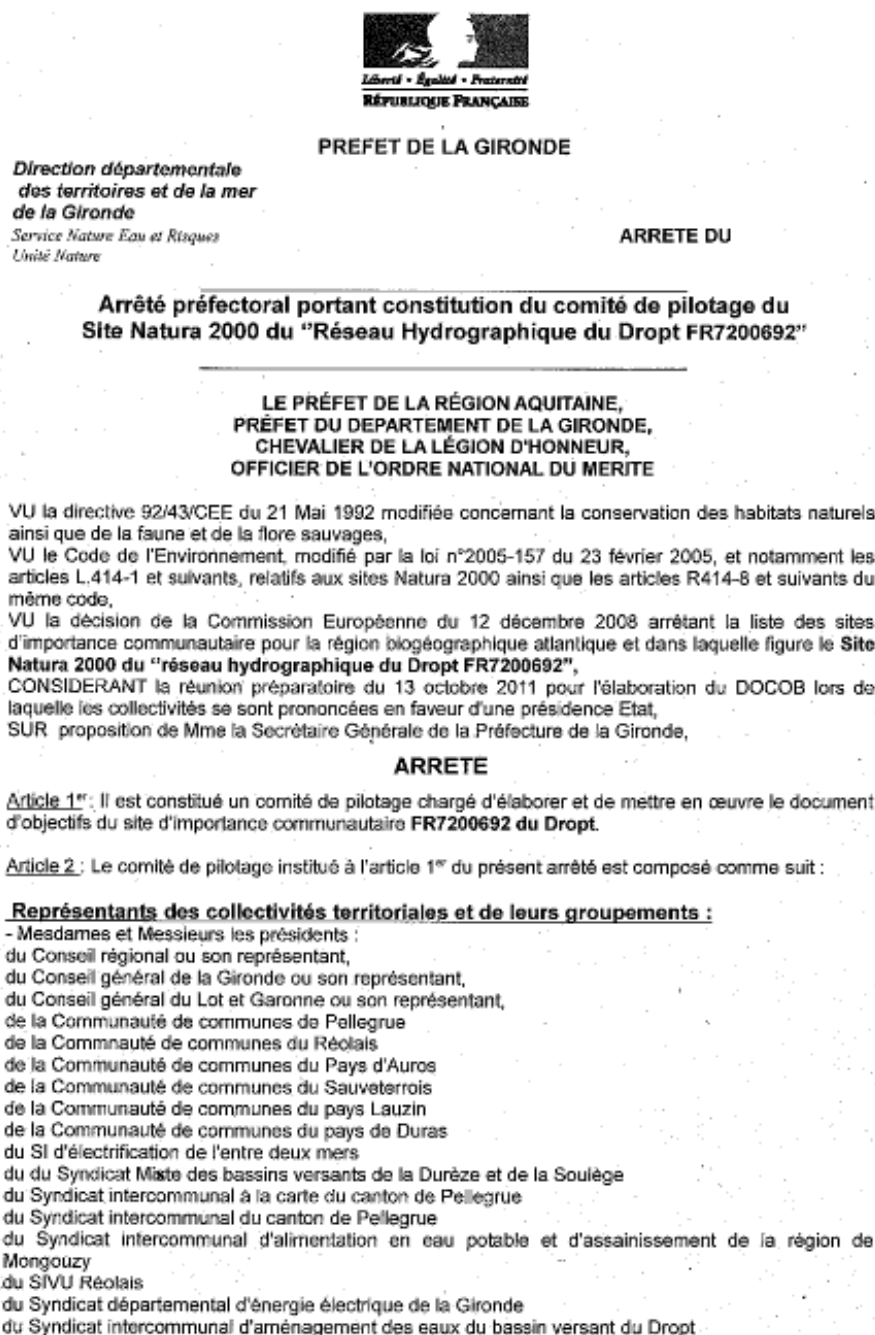 Liberté • Égalité • Fraternité
RÉPUBLIQUE FRANÇAISE
PREFET DE LA GIRONDE
Direction départementale
des territoires et de la mer
de la Gironde
Service Nature Eau et Risques
Unité Nature
ARRETE DU
Arrêté préfectoral portant constitution du comité de pilotage du
Site Natura 2000 du "Réseau Hydrographique du Dropt FR7200692"
LE PRÉFET DE LA RÉGION AQUITAINE,
PRÉFET DU DEPARTEMENT DE LA GIRONDE,
CHEVALIER DE LA LÉGION D'HONNEUR,
OFFICIER DE L'ORDRE NATIONAL DU MERITE
VU la directive 92/43/CEE du 21 Mai 1992 modifiée concernant la conservation des habitats naturels
ainsi que de la faune et de la flore sauvages,
VU le Code de l'Environnement, modifié par la loi n°2005-157 du 23 février 2005, et notamment les
articles L.414-1 et suivants, relatifs aux sites Natura 2000 ainsi que les articles R414-8 et suivants du
même code,
VU la décision de la Commission Européenne du 12 décembre 2008 arrêtant la liste des sites
d'importance communautaire pour la région biogéographique atlantique et dans laquelle figure le Site
Natura 2000 du "réseau hydrographique du Dropt FR7200692",
CONSIDERANT la réunion préparatoire du 13 octobre 2011 pour l'élaboration du DOCOB lors de
laquelle les collectivités se sont prononcées en faveur d'une présidence Etat,
SUR proposition de Mme la Secrétaire Générale de la Préfecture de la Gironde,
ARRETE
Article 1er : Il est constitué un comité de pilotage chargé d'élaborer et de mettre en œuvre le document
d'objectifs du site d'importance communautaire FR7200692 du Dropt.
Article 2 : Le comité de pilotage institué à l'article 1er du présent arrêté est composé comme suit :
Représentants des collectivités territoriales et de leurs groupements :
- Mesdames et Messieurs les présidents :
du Conseil régional ou son représentant,
du Conseil général de la Gironde ou son représentant,
du Conseil général du Lot et Garonne ou son représentant,
de la Communauté de communes de Pellegrue
de la Commnauté de communes du Réolais
de la Communauté de communes du Pays d'Auros
de la Communauté de communes du Sauveterrois
de la Communauté de communes du pays Lauzin
de la Communauté de communes du pays de Duras
du SI d'électrification de l'entre deux mers
du du Syndicat Mixte des bassins versants de la Durèze et de la Soulège
du Syndicat intercommunal à la carte du canton de Pellegrue
du Syndicat intercommunal du canton de Pellegrue
du Syndicat intercommunal d'alimentation en eau potable et d'assainissement de la région de
Mongouzy
du SIVU Réolais
du Syndicat départemental d'énergie électrique de la Gironde
du Syndicat intercommunal d'aménagement des eaux du bassin versant du Dropt